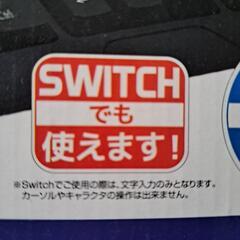 SWITCH
でも
使えます!
※Switchでご使用の際は、文字入力のみとなります。
カーソルやキャラクタの操作は出来ません。